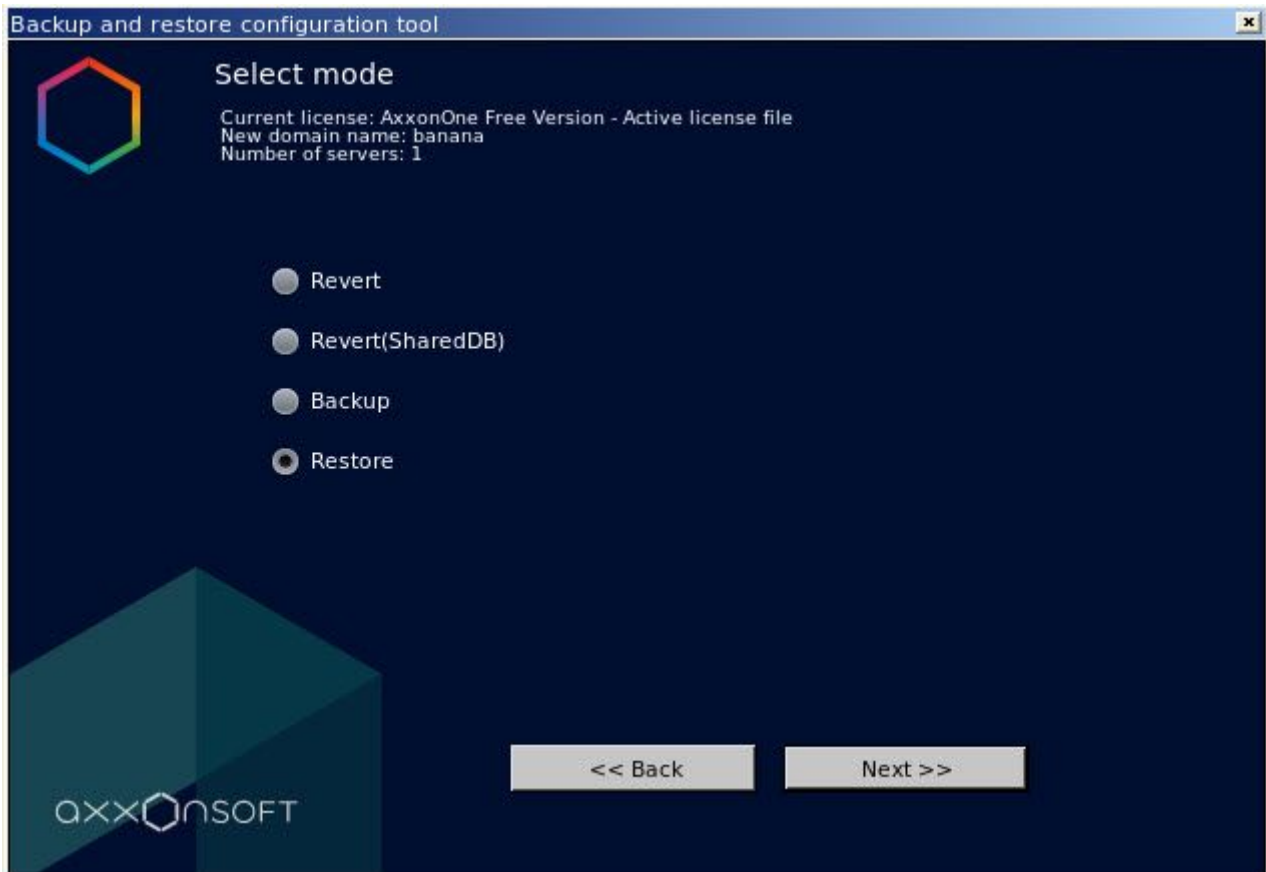 Backup and restore configuration tool
Select mode
Current license: AxxonOne Free Version - Active license file
New domain name: banana
Number of servers: 1
Revert
Revert(SharedDB)
Backup
Restore
<< Back
Next >>
axxonsoft